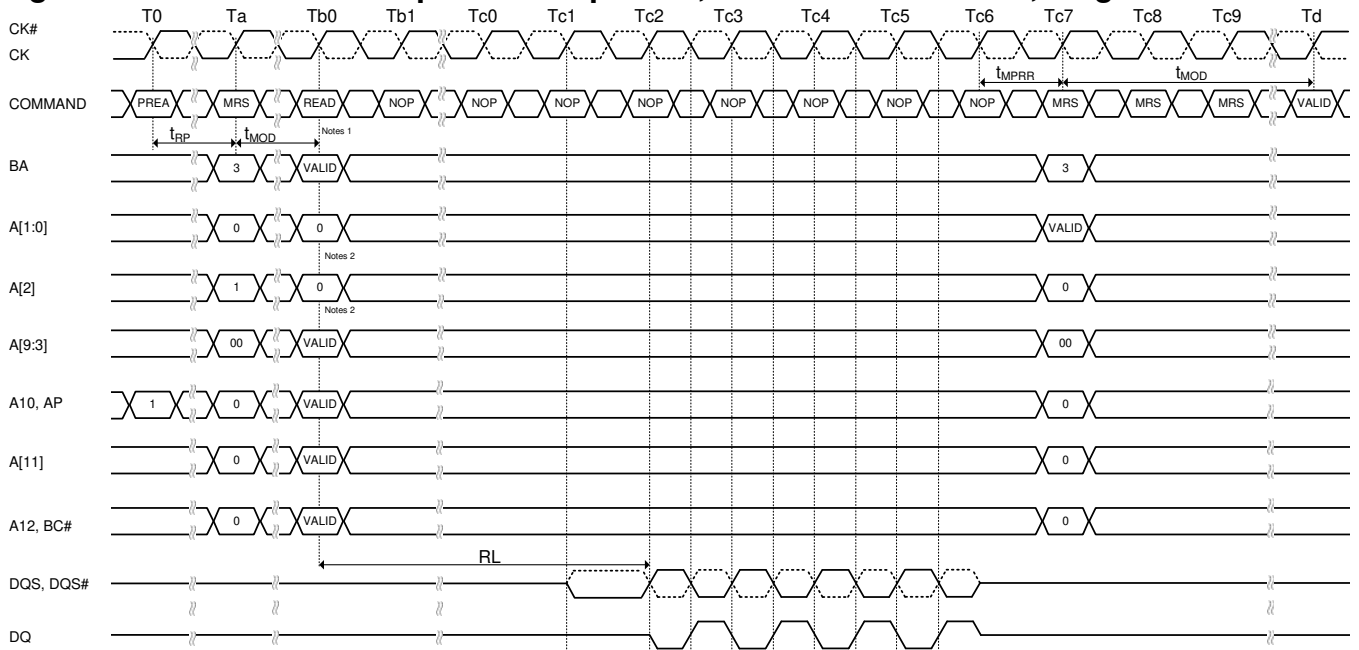 T0 Ta Tb0 Tb1 Tc0 Tc1 Tc2 Tc3 Tc4 Tc5 Tc6 Tc7 Tc8 Tc9 Td
CK#
CK
tMPRR tMOD
COMMAND PREA MRS READ NOP NOP NOP NOP NOP NOP NOP NOP MRS MRS MRS VALID
tRP tMOD Notes 1
BA 3 VALID 3
A[1:0] 0 0 VALID
Notes 2
A[2] 1 0 0
Notes 2
A[9:3] 00 VALID 00
A10, AP 1 0 VALID 0
A[11] 0 VALID 0
A12, BC# 0 VALID 0
RL
DQS, DQS#
DQ